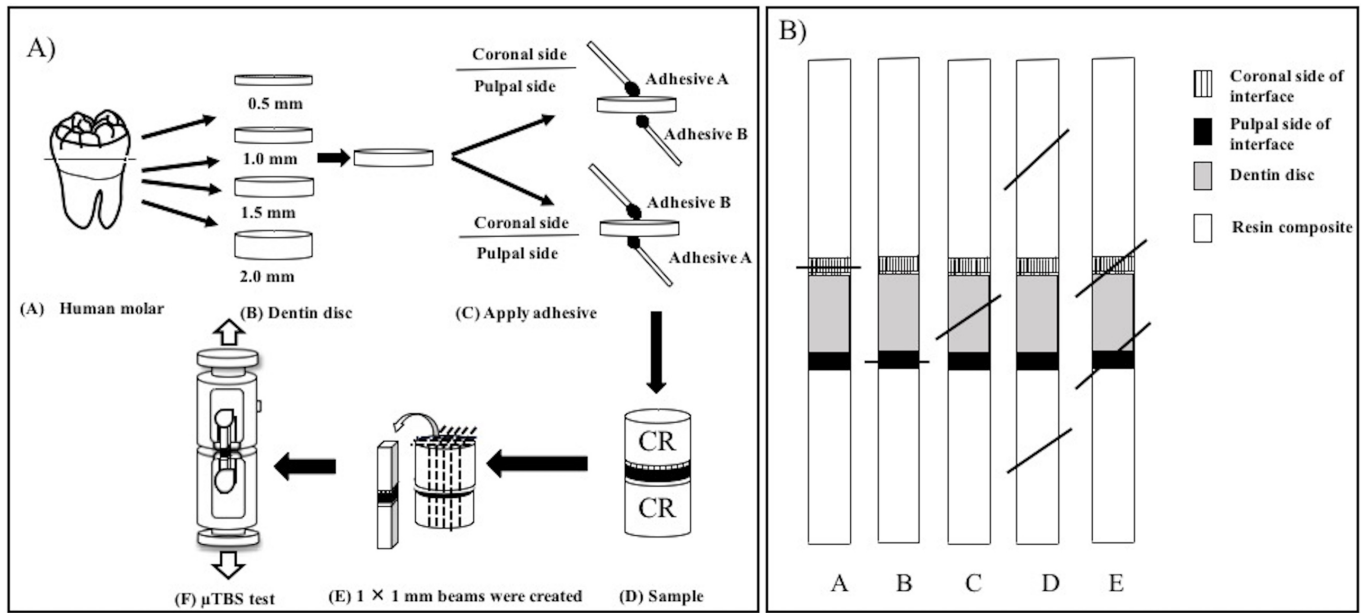 A)
Coronal side
Pulpal side
Adhesive A
Adhesive B
0.5 mm
1.0 mm
1.5 mm
2.0 mm
Coronal side
Pulpal side
Adhesive B
Adhesive A
(A) Human molar
(B) Dentin disc
(C) Apply adhesive
CR
CR
(F) μTBS test
(E) 1 × 1 mm beams were created
(D) Sample
B)
Coronal side of
interface
Pulpal side of
interface
Dentin disc
Resin composite
A B C D E